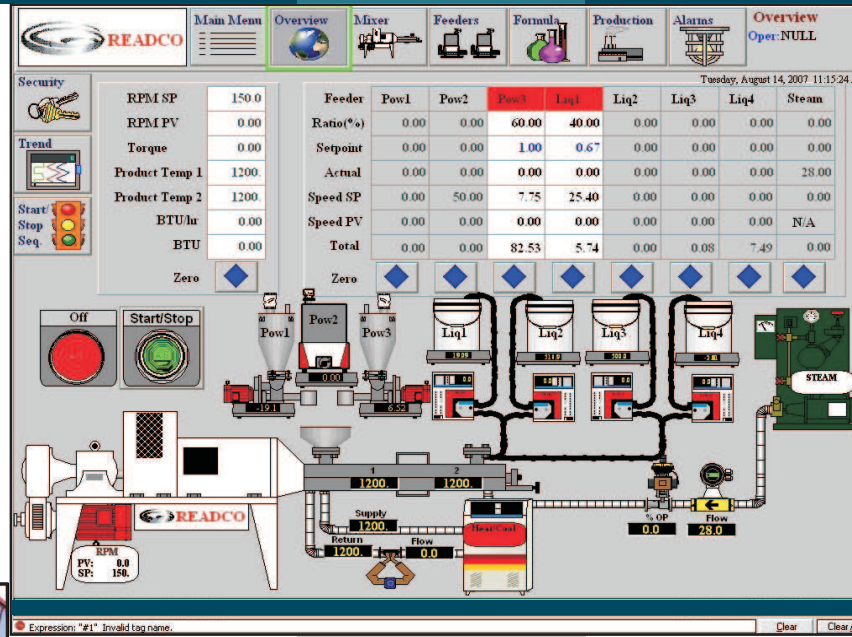 READCO
Main Menu
Overview
Mixer
Feeders
Formula
Production
Alarms
Overview
Oper:NULL
Tuesday, August 14, 2007 11:15:24
Security
Trend
Start/
Stop
Seq.
RPM SP 150.0
RPM PV 0.00
Torque 0.00
Product Temp 1 1200.
Product Temp 2 1200.
BTU/hr 0.00
BTU 0.00
Zero
Feeder Pow1 Pow2 Pow3 Liq1 Liq2 Liq3 Liq4 Steam
Ratio(%) 0.00 0.00 60.00 40.00 0.00 0.00 0.00 0.00
Setpoint 0.00 0.00 1.00 0.67 0.00 0.00 0.00 0.00
Actual 0.00 0.00 0.00 0.00 0.00 0.00 0.00 28.00
Speed SP 0.00 50.00 7.75 25.40 0.00 0.00 0.00 0.00
Speed PV 0.00 0.00 0.00 0.00 0.00 0.00 0.00 N/A
Total 0.00 0.00 82.53 5.74 0.00 0.08 7.49 0.00
Zero
Off
Start/Stop
Pow1
Pow2
Pow3
Liq1
Liq2
Liq3
Liq4
0.00
-19.1
6.52
0.0
0.0
0.0
0.0
STEAM
1 2
1200. 1200.
READCO
Supply
1200.
Return
1200.
Flow
0.0
Heat/Cool
% OP
0.0
Flow
28.0
RPM
PV: 0.0
SP: 150.
Expression: "#1" Invalid tag name.
Clear
Clear